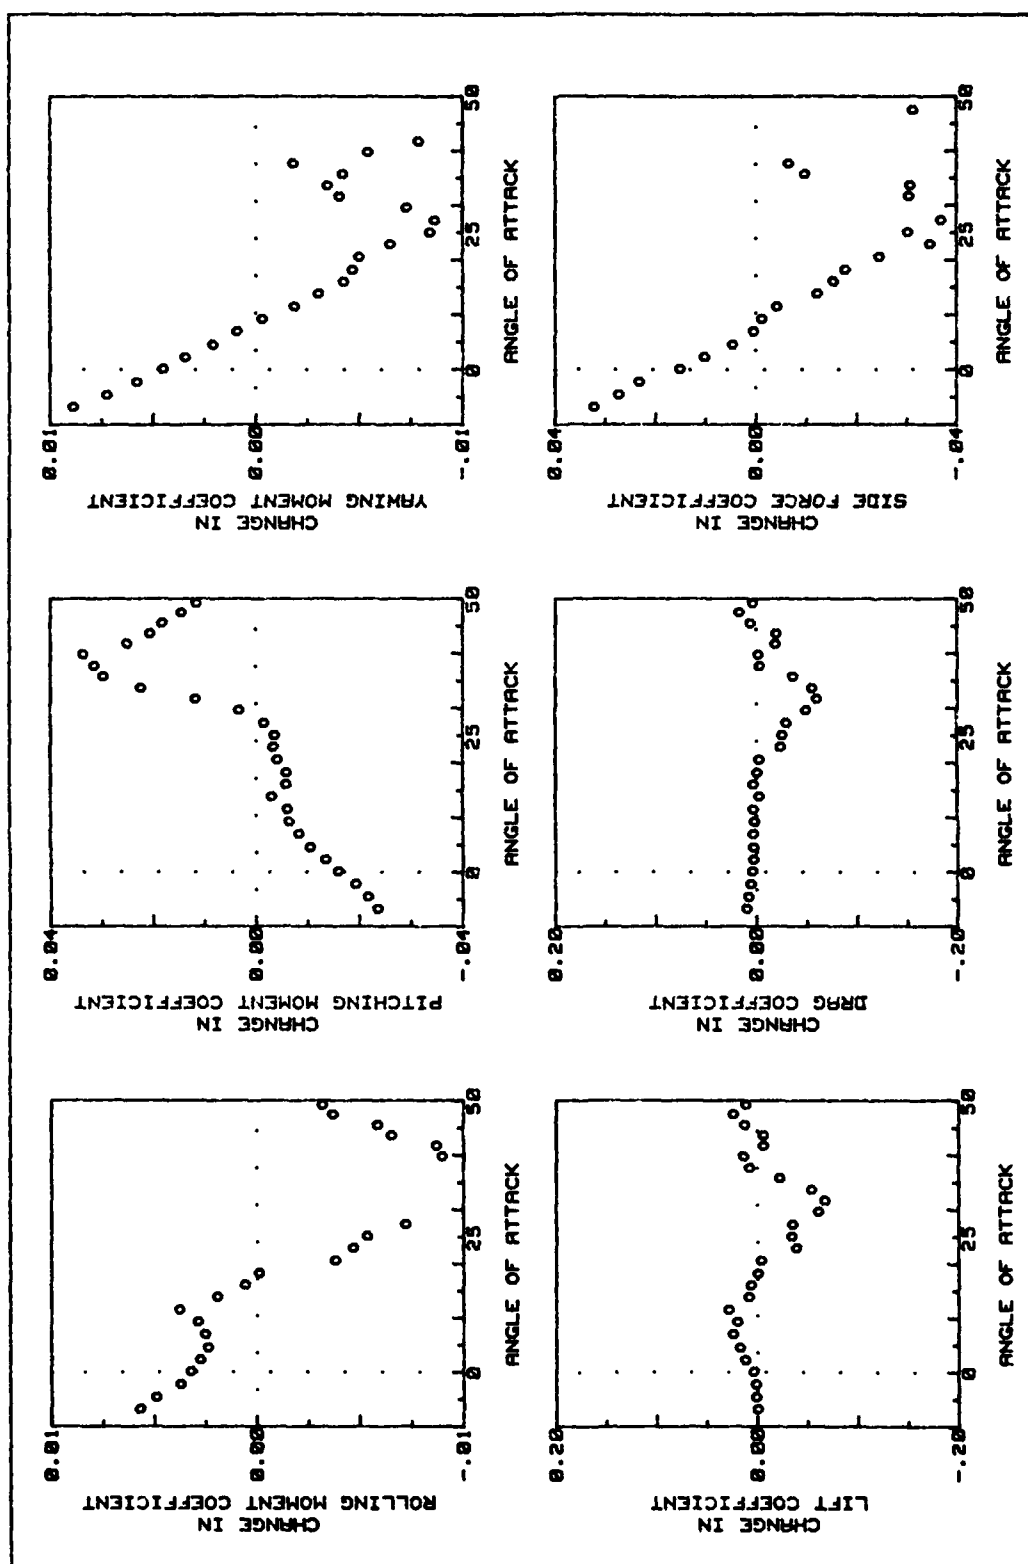 CHANGE IN
ROLLING MOMENT COEFFICIENT
0.01
0.00
-.01
0
25
50
ANGLE OF ATTACK
CHANGE IN
PITCHING MOMENT COEFFICIENT
0.04
0.00
-.04
0
25
50
ANGLE OF ATTACK
CHANGE IN
YAWING MOMENT COEFFICIENT
0.01
0.00
-.01
0
25
50
ANGLE OF ATTACK
CHANGE IN
LIFT COEFFICIENT
0.20
0.00
-.20
0
25
50
ANGLE OF ATTACK
CHANGE IN
DRAG COEFFICIENT
0.20
0.00
-.20
0
25
50
ANGLE OF ATTACK
CHANGE IN
SIDE FORCE COEFFICIENT
0.04
0.00
-.04
0
25
50
ANGLE OF ATTACK